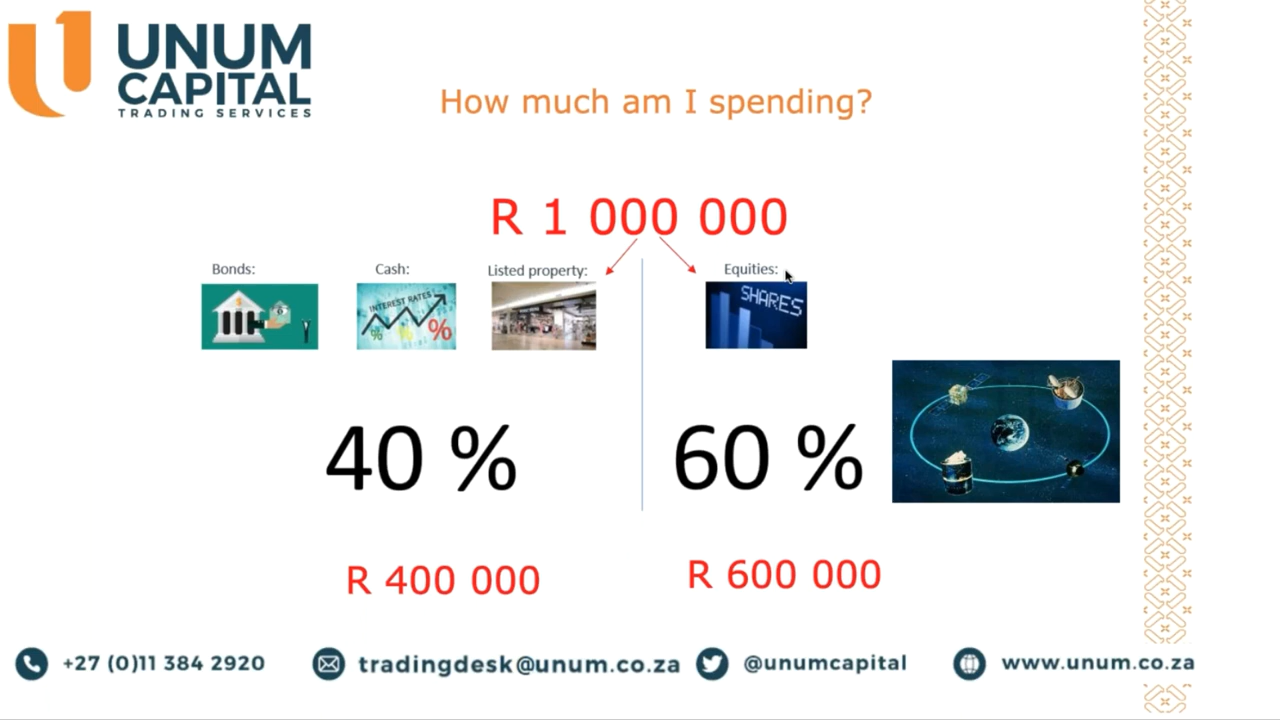 UNUM
CAPITAL
TRADING SERVICES
How much am I spending?
R 1 000 000
Bonds:
Cash:
Listed property:
Equities:
INTEREST RATES
% % %
SHARES
40 %
60 %
R 400 000
R 600 000
+27 (0)11 384 2920
tradingdesk@unum.co.za
@unumcapital
www.unum.co.za